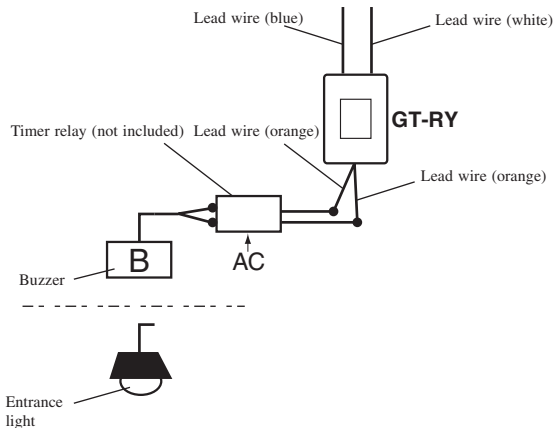 Lead wire (blue)
Lead wire (white)
GT-RY
Timer relay (not included)
Lead wire (orange)
Lead wire (orange)
B
AC
Buzzer
Entrance
light